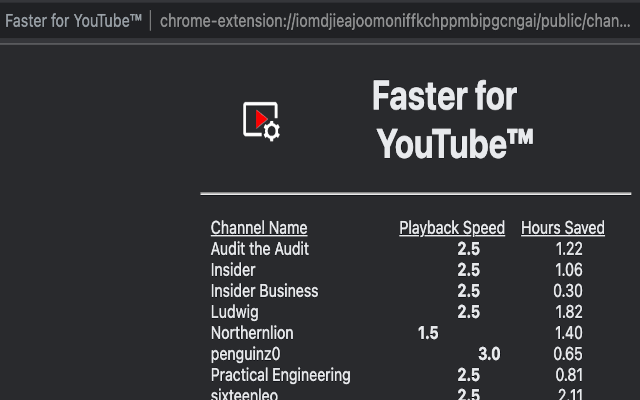 Faster for YouTube™ | chrome-extension://iomdjieajoomoniffkchppmbipgcngai/public/chan...
Faster for
YouTube™
Channel Name Playback Speed Hours Saved
Audit the Audit 2.5 1.22
Insider 2.5 1.06
Insider Business 2.5 0.30
Ludwig 2.5 1.82
Northernlion 1.5 1.40
penguinz0 3.0 0.65
Practical Engineering 2.5 0.81
sixteenleo 2.5 2.11